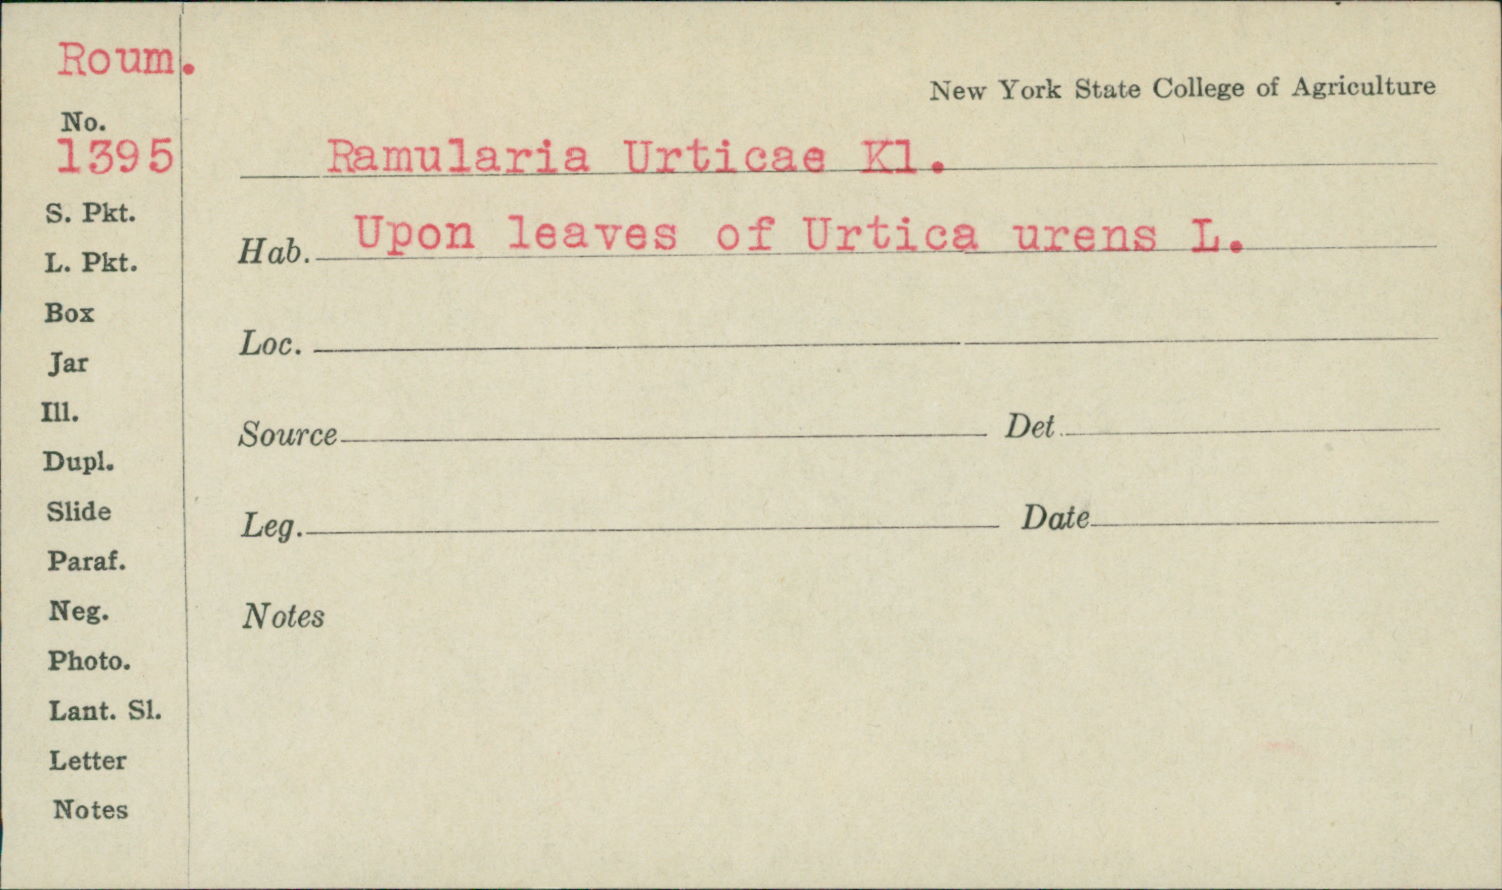 Roum.
New York State College of Agriculture
No.
1395
Ramularia Urticae Kl.
S. Pkt.
Hab. Upon leaves of Urtica urens L.
L. Pkt.
Box
Loc.
Jar
Ill.
Source Det.
Dupl.
Slide
Leg. Date
Paraf.
Neg.
Notes
Photo.
Lant. Sl.
Letter
Notes